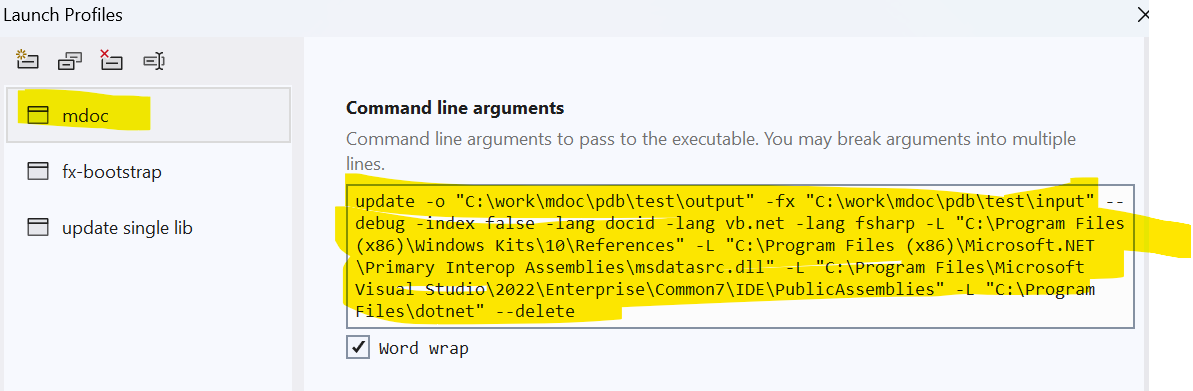 Launch Profiles
mdoc
fx-bootstrap
update single lib
Command line arguments
Command line arguments to pass to the executable. You may break arguments into multiple
lines.
update -o "C:\work\mdoc\pdb\test\output" -fx "C:\work\mdoc\pdb\test\input" --
debug -index false -lang docid -lang vb.net -lang fsharp -L "C:\Program Files
(x86)\Windows Kits\10\References" -L "C:\Program Files (x86)\Microsoft.NET
\Primary Interop Assemblies\msdatasrc.dll" -L "C:\Program Files\Microsoft
Visual Studio\2022\Enterprise\Common7\IDE\PublicAssemblies" -L "C:\Program
Files\dotnet" --delete
Word wrap